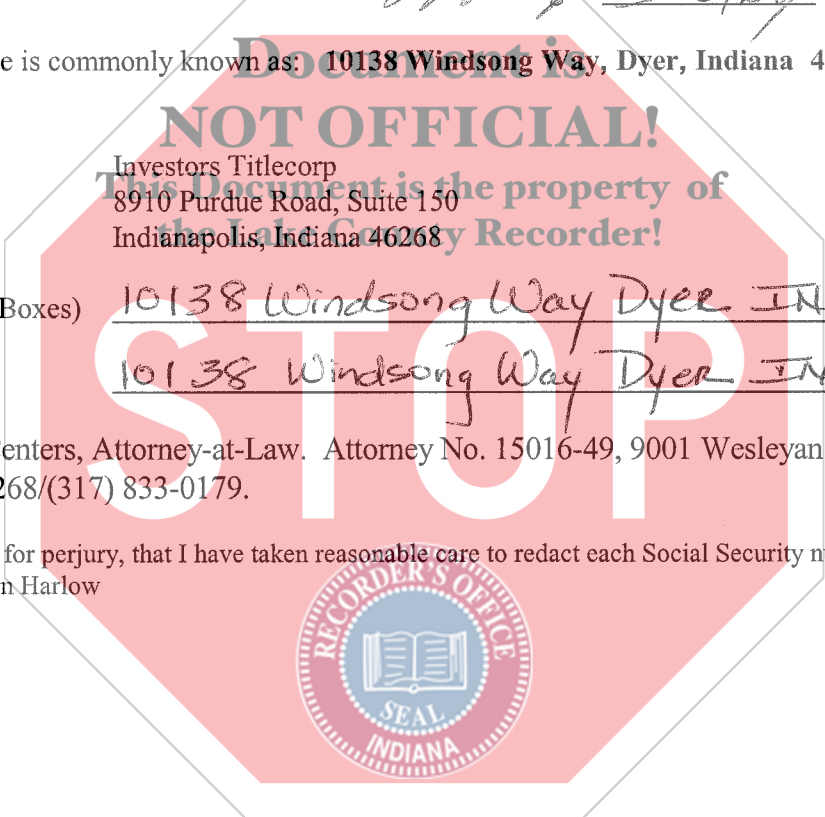 e is commonly known as: 10138 Windsong Way, Dyer, Indiana 4
Document is
NOT OFFICIAL!
This Document is the property of
the Lake County Recorder!
Investors Titlecorp
8910 Purdue Road, Suite 150
Indianapolis, Indiana 46268
Boxes) 10138 Windsong Way Dyer IN
10138 Windsong Way Dyer IN
STOP
enters, Attorney-at-Law. Attorney No. 15016-49, 9001 Wesleyan
268/(317) 833-0179.
for perjury, that I have taken reasonable care to redact each Social Security n
n Harlow
RECORDER'S OFFICE
SEAL
INDIANA